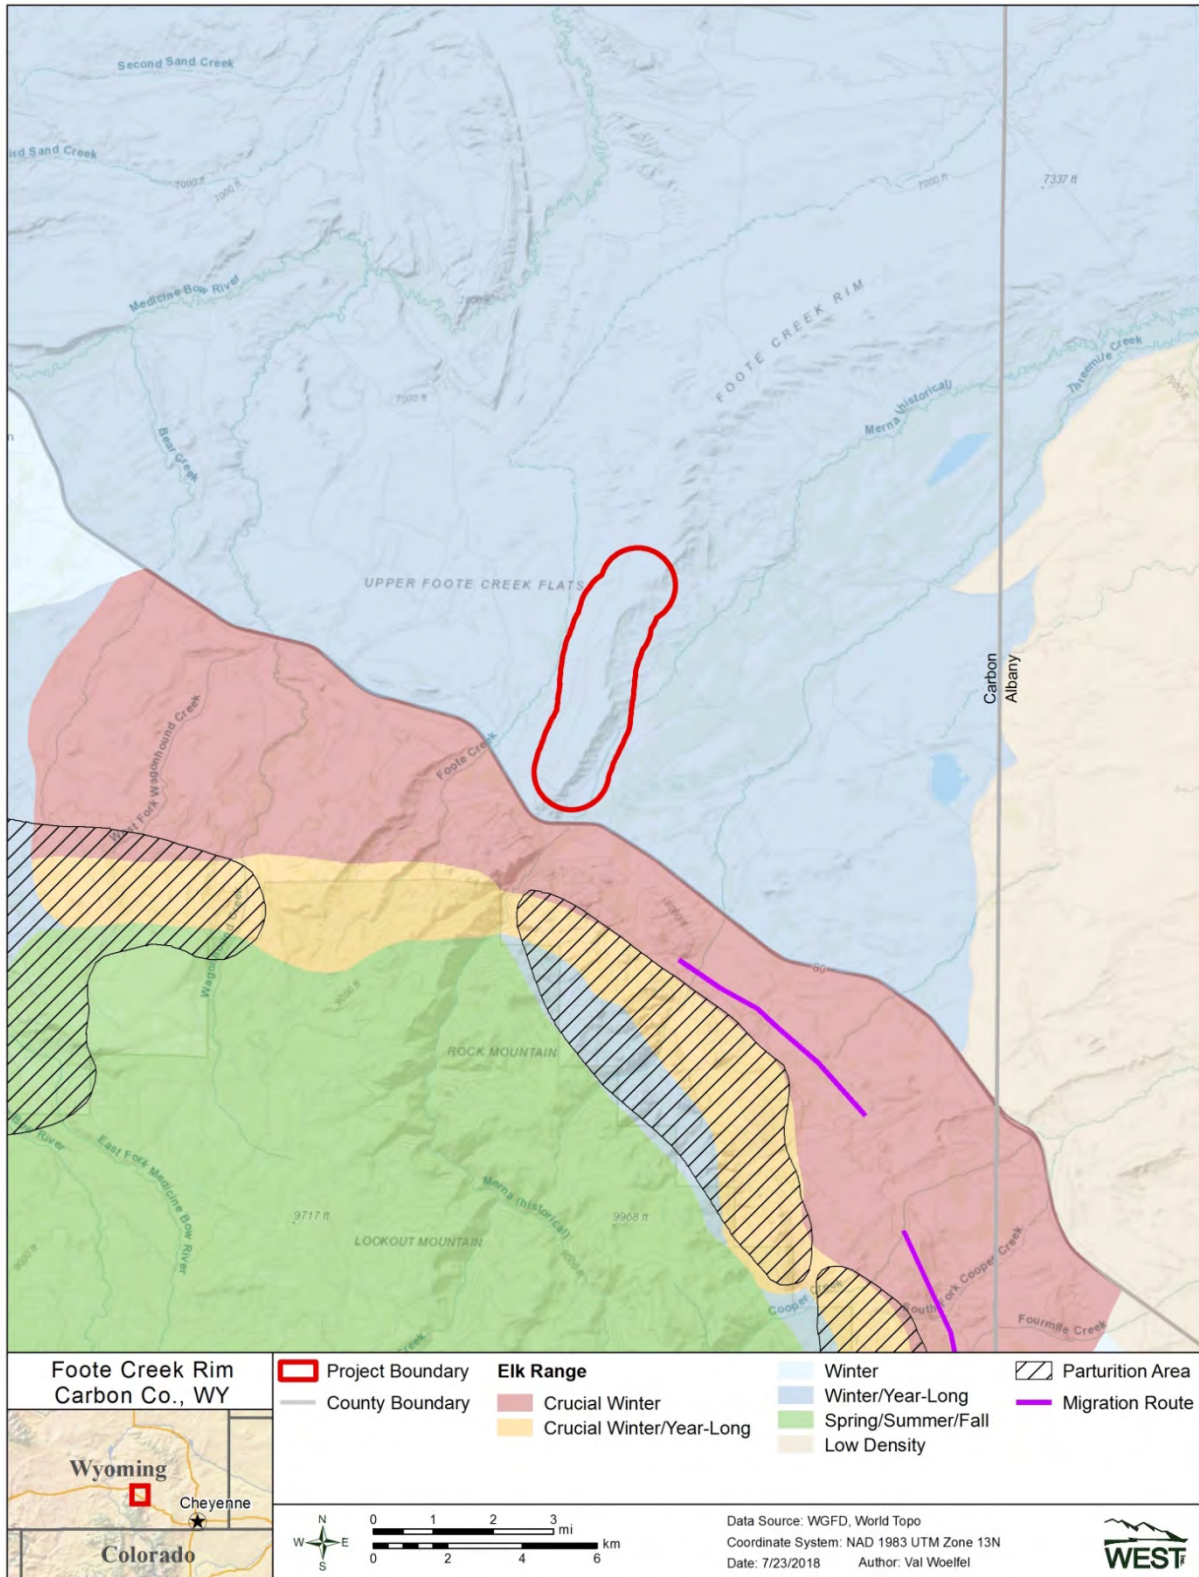 Second Sand Creek
ird Sand Creek
7000 ft
7000 ft
7000 ft
7337 ft
Medicine Bow River
FOOTE CREEK RIM
Threemile Creek
7000 ft
Merna (historical)
Bear Creek
UPPER FOOTE CREEK FLATS
Carbon
Albany
West Fork Wagonhound Creek
Foote Creek
80
9000 ft
ROCK MOUNTAIN
East Fork Medicine Bow River
Merna (historical)
9717 ft
9968 ft
LOOKOUT MOUNTAIN
9000 ft
Cooper Creek
South Fork Cooper Creek
Fourmile Creek
Foote Creek Rim
Carbon Co., WY
Wyoming
Cheyenne
Colorado
Project Boundary
County Boundary
Elk Range
Crucial Winter
Crucial Winter/Year-Long
Winter
Winter/Year-Long
Spring/Summer/Fall
Low Density
Parturition Area
Migration Route
N
W E
S
0 1 2 3
mi
0 2 4 6
km
Data Source: WGFD, World Topo
Coordinate System: NAD 1983 UTM Zone 13N
Date: 7/23/2018 Author: Val Woelfel
WEST